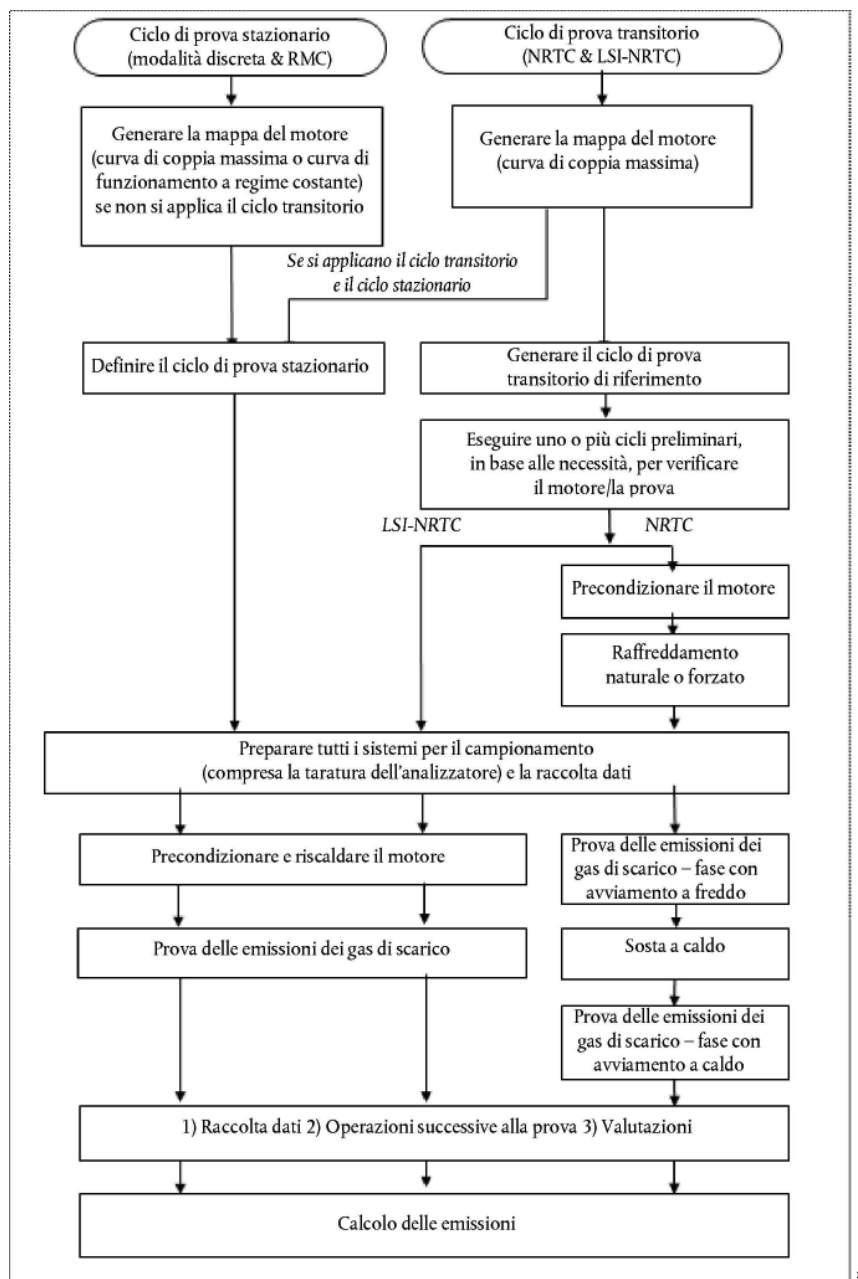 Ciclo di prova stazionario
(modalità discreta & RMC)
Ciclo di prova transitorio
(NRTC & LSI-NRTC)
Generare la mappa del motore
(curva di coppia massima o curva di
funzionamento a regime costante)
se non si applica il ciclo transitorio
Generare la mappa del motore
(curva di coppia massima)
Se si applicano il ciclo transitorio
e il ciclo stazionario
Definire il ciclo di prova stazionario
Generare il ciclo di prova
transitorio di riferimento
Eseguire uno o più cicli preliminari,
in base alle necessità, per verificare
il motore/la prova
LSI-NRTC
NRTC
Precondizionare il motore
Raffreddamento
naturale o forzato
Preparare tutti i sistemi per il campionamento
(compresa la taratura dell'analizzatore) e la raccolta dati
Precondizionare e riscaldare il motore
Prova delle emissioni dei
gas di scarico – fase con
avviamento a freddo
Prova delle emissioni dei gas di scarico
Sosta a caldo
Prova delle emissioni dei
gas di scarico – fase con
avviamento a caldo
1) Raccolta dati 2) Operazioni successive alla prova 3) Valutazioni
Calcolo delle emissioni